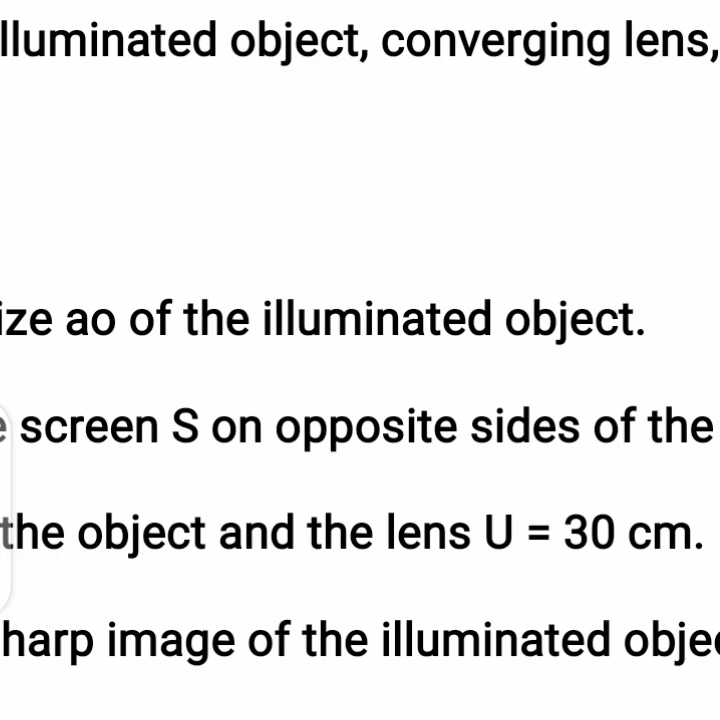 lluminated object, converging lens,
ize ao of the illuminated object.
e screen S on opposite sides of the
the object and the lens U = 30 cm.
harp image of the illuminated obje